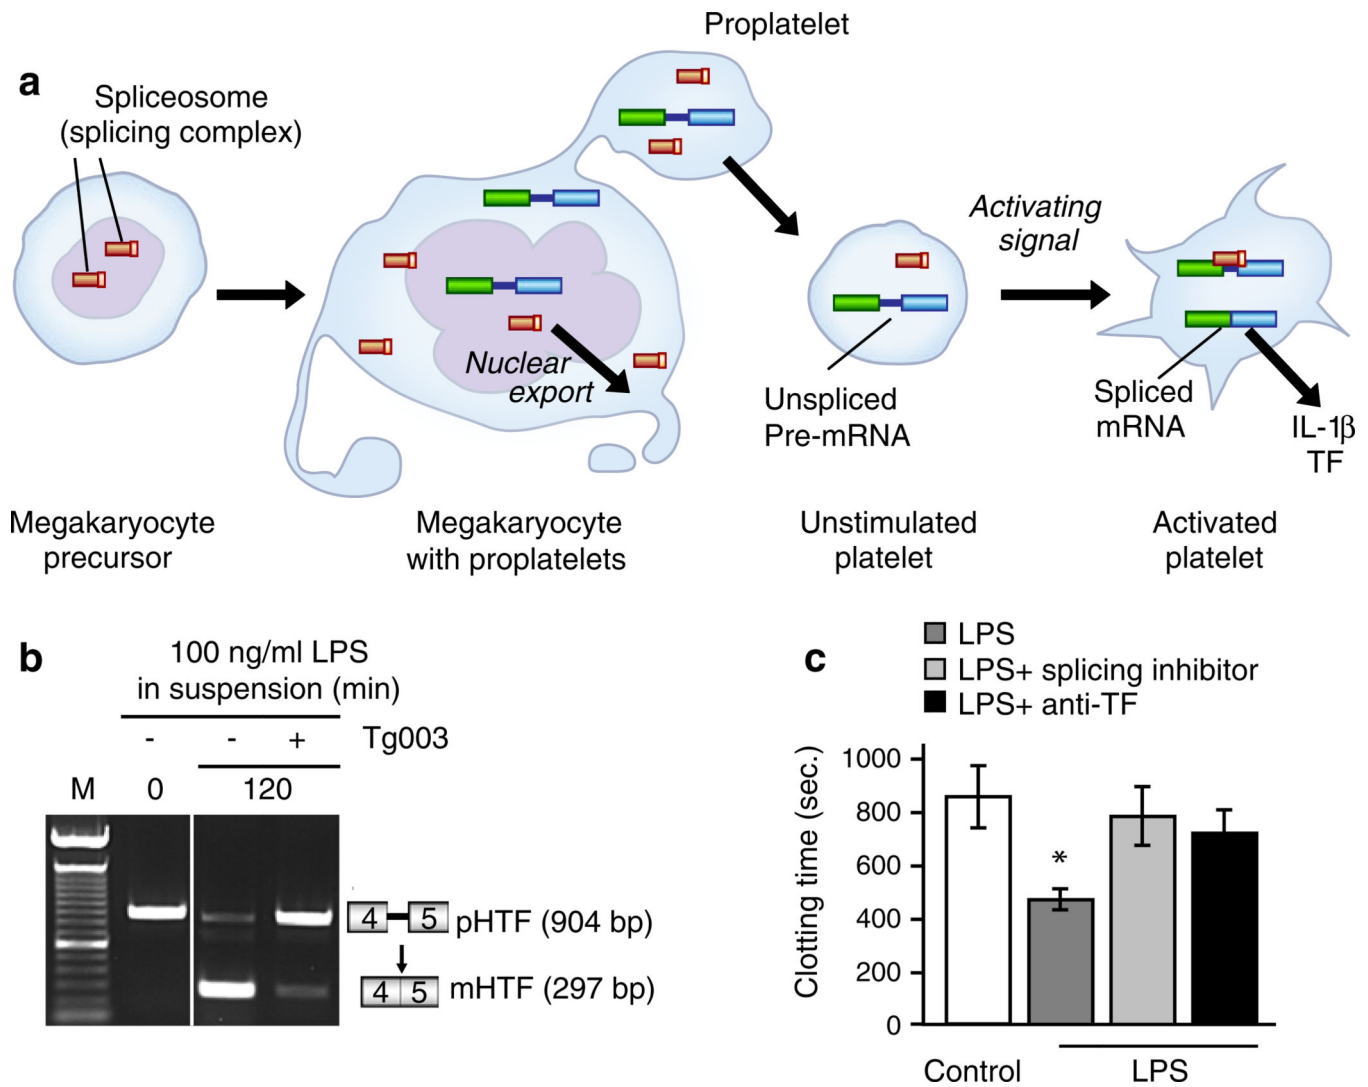 Proplatelet
a
Spliceosome
(splicing complex)
Activating
signal
Nuclear
export
Unspliced
Pre-mRNA
Spliced
mRNA
IL-1β
TF
Megakaryocyte
precursor
Megakaryocyte
with proplatelets
Unstimulated
platelet
Activated
platelet
b
100 ng/ml LPS
in suspension (min)
- - + Tg003
M 0 120
4 5 pHTF (904 bp)
4 5 mHTF (297 bp)
c
LPS
LPS+ splicing inhibitor
LPS+ anti-TF
Clotting time (sec.)
1000
800
600
400
200
0
*
Control LPS